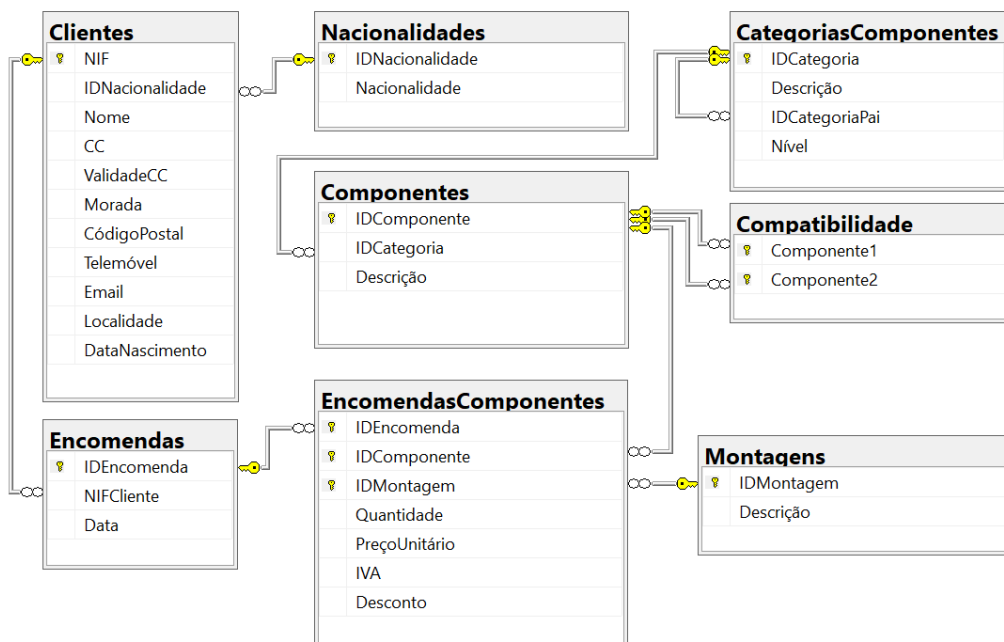 Clientes
NIF
IDNacionalidade
Nome
CC
ValidadeCC
Morada
CódigoPostal
Telemóvel
Email
Localidade
DataNascimento
Nacionalidades
IDNacionalidade
Nacionalidade
CategoriasComponentes
IDCategoria
Descrição
IDCategoriaPai
Nível
Componentes
IDComponente
IDCategoria
Descrição
Compatibilidade
Componente1
Componente2
Encomendas
IDEncomenda
NIFCliente
Data
EncomendasComponentes
IDEncomenda
IDComponente
IDMontagem
Quantidade
PreçoUnitário
IVA
Desconto
Montagens
IDMontagem
Descrição